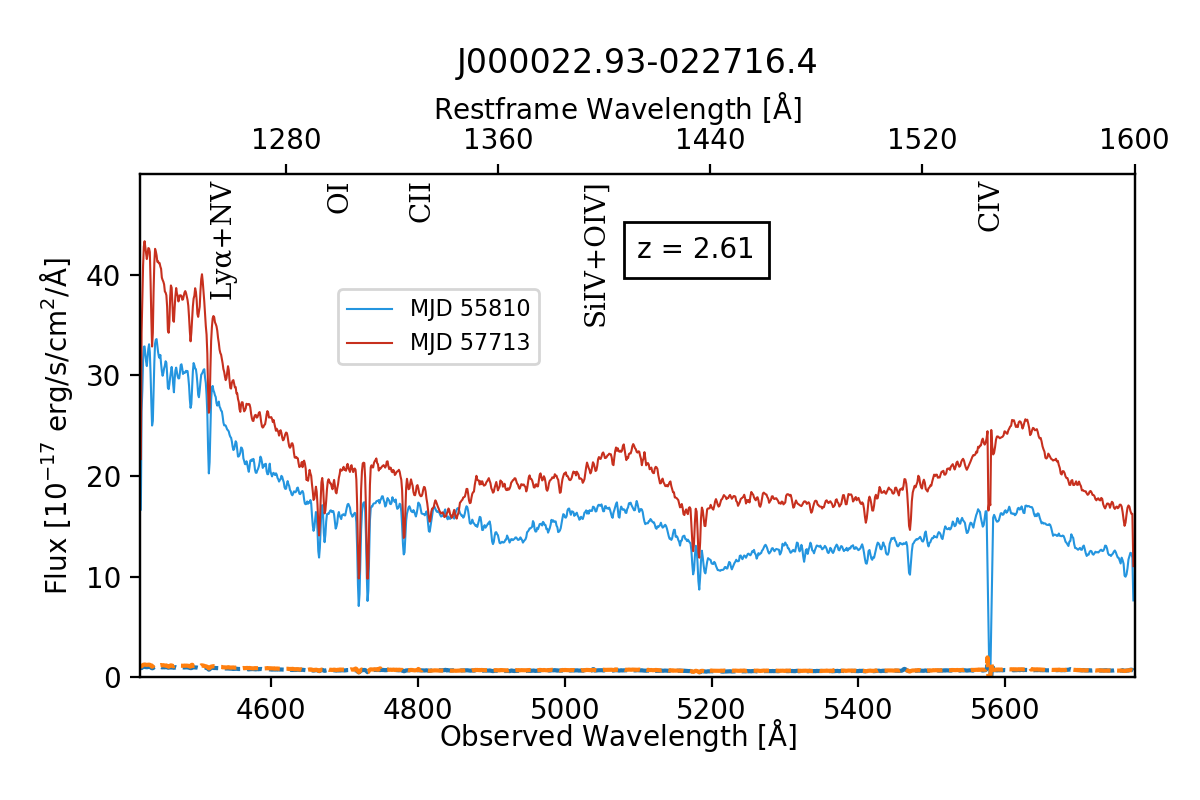 J000022.93-022716.4
Restframe Wavelength [Å]
1280 1360 1440 1520 1600
Lyα+NV
OI
CII
SiIV+OIV]
CIV
z = 2.61
MJD 55810
MJD 57713
Flux [10⁻¹⁷ erg/s/cm²/Å]
40
30
20
10
0
4600 4800 5000 5200 5400 5600
Observed Wavelength [Å]